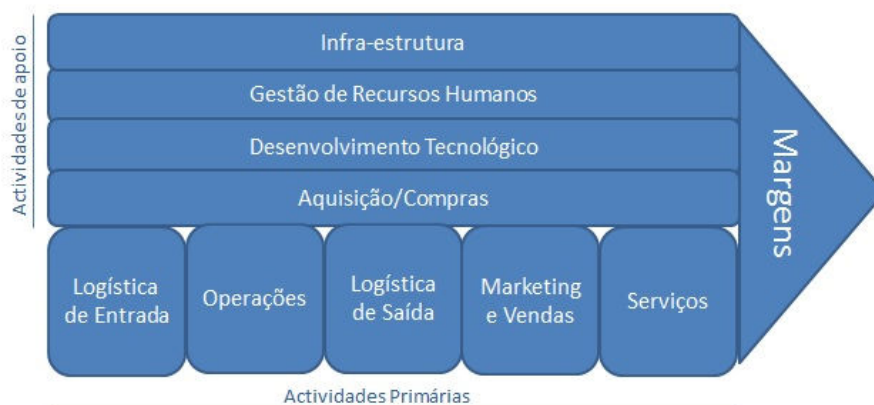 Actividades de apoio
Infra-estrutura
Gestão de Recursos Humanos
Desenvolvimento Tecnológico
Aquisição/Compras
Logística
de Entrada
Operações
Logística
de Saída
Marketing
e Vendas
Serviços
Margens
Actividades Primárias